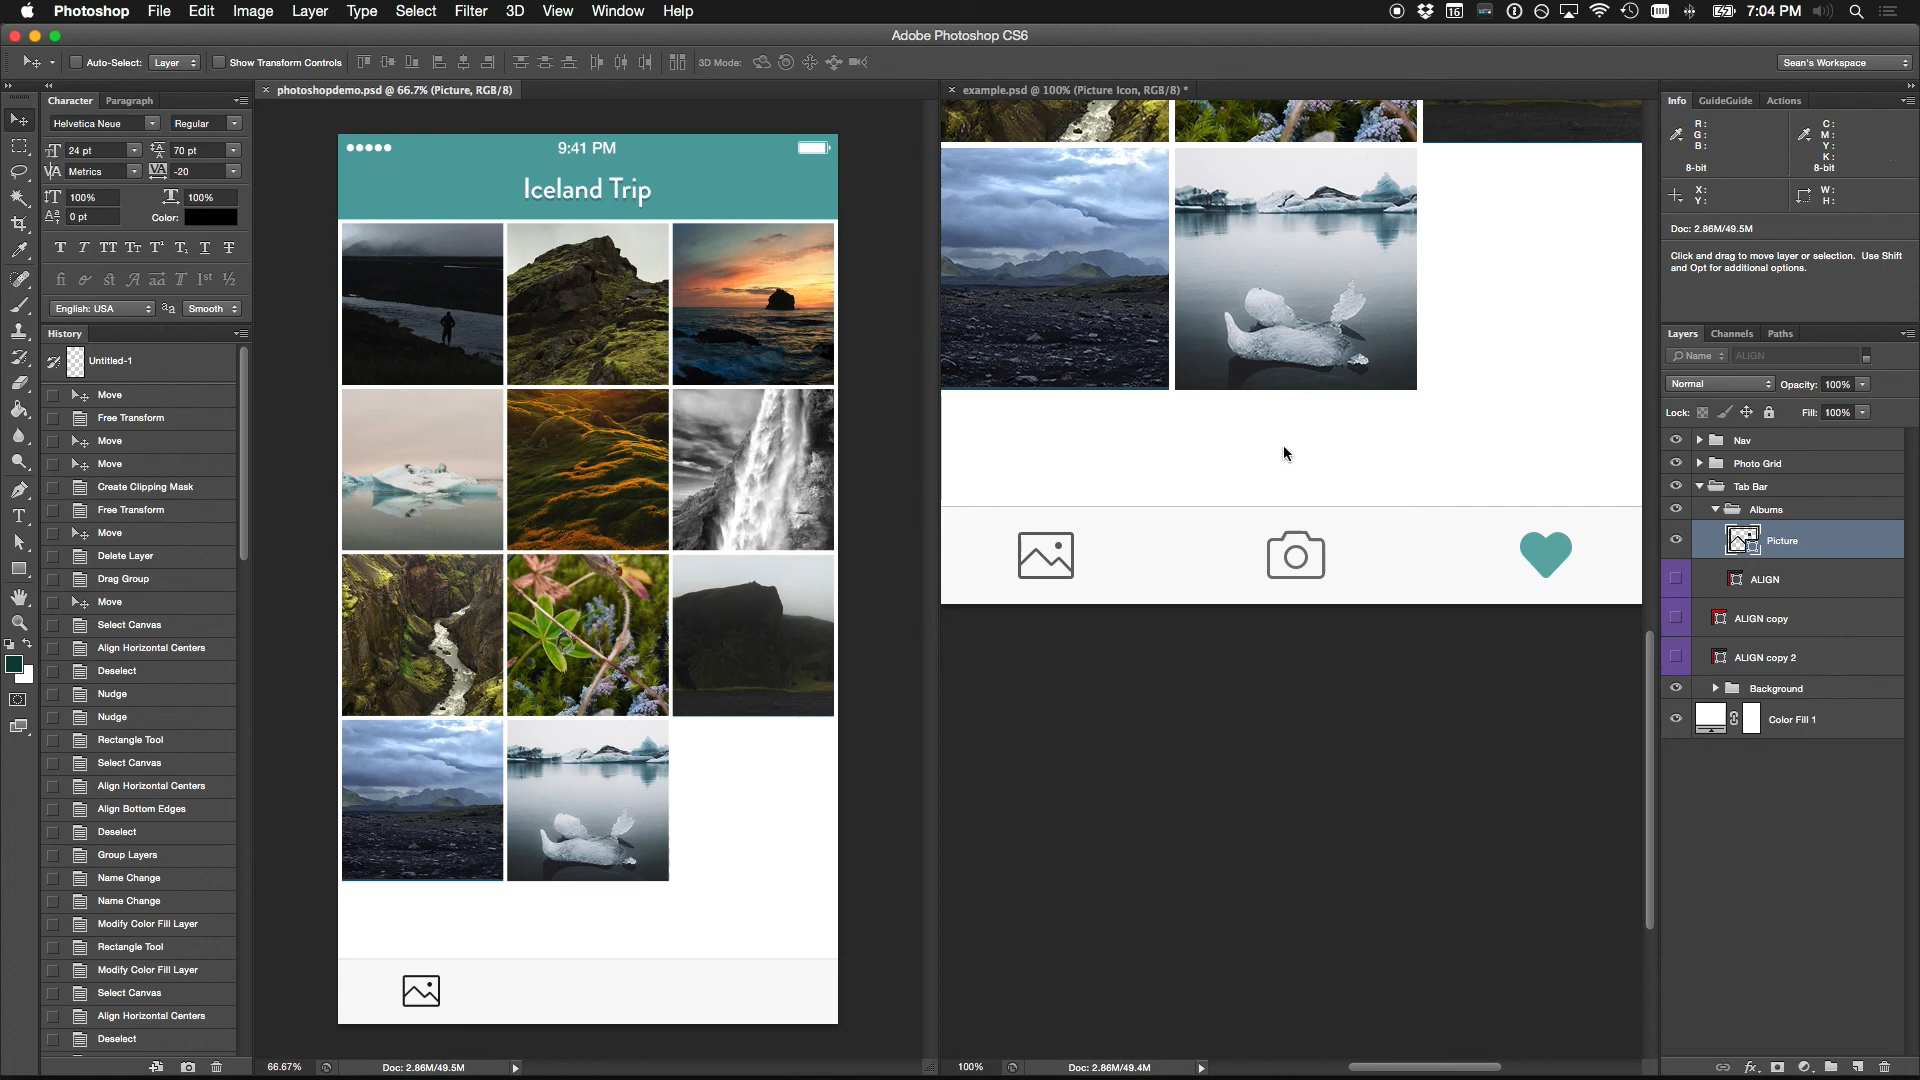 Photoshop File Edit Image Layer Type Select Filter 3D View Window Help
16
7:04 PM
Adobe Photoshop CS6
Auto-Select: Layer Show Transform Controls
3D Mode:
Sean's Workspace
Character Paragraph
photoshopdemo.psd @ 66.7% (Picture, RGB/8)
example.psd @ 100% (Picture Icon, RGB/8) *
Info GuideGuide Actions
Helvetica Neue Regular
24 pt 70 pt
Metrics -20
100% 100%
0 pt Color:
English: USA Smooth
History
Untitled-1
Move
Free Transform
Move
Move
Create Clipping Mask
Free Transform
Move
Delete Layer
Drag Group
Move
Select Canvas
Align Horizontal Centers
Deselect
Nudge
Nudge
Rectangle Tool
Select Canvas
Align Horizontal Centers
Align Bottom Edges
Deselect
Group Layers
Name Change
Name Change
Modify Color Fill Layer
Rectangle Tool
Modify Color Fill Layer
Select Canvas
Align Horizontal Centers
Deselect
9:41 PM
Iceland Trip
66.67% Doc: 2.86M/49.5M
100% Doc: 2.86M/49.4M
R: C:
G: M:
B: Y:
K:
8-bit 8-bit
X: W:
Y: H:
Doc: 2.86M/49.5M
Click and drag to move layer or selection. Use Shift
and Opt for additional options.
Layers Channels Paths
Name ALIGN
Normal Opacity: 100%
Lock: Fill: 100%
Nav
Photo Grid
Tab Bar
Albums
Picture
ALIGN
ALIGN copy
ALIGN copy 2
Background
Color Fill 1